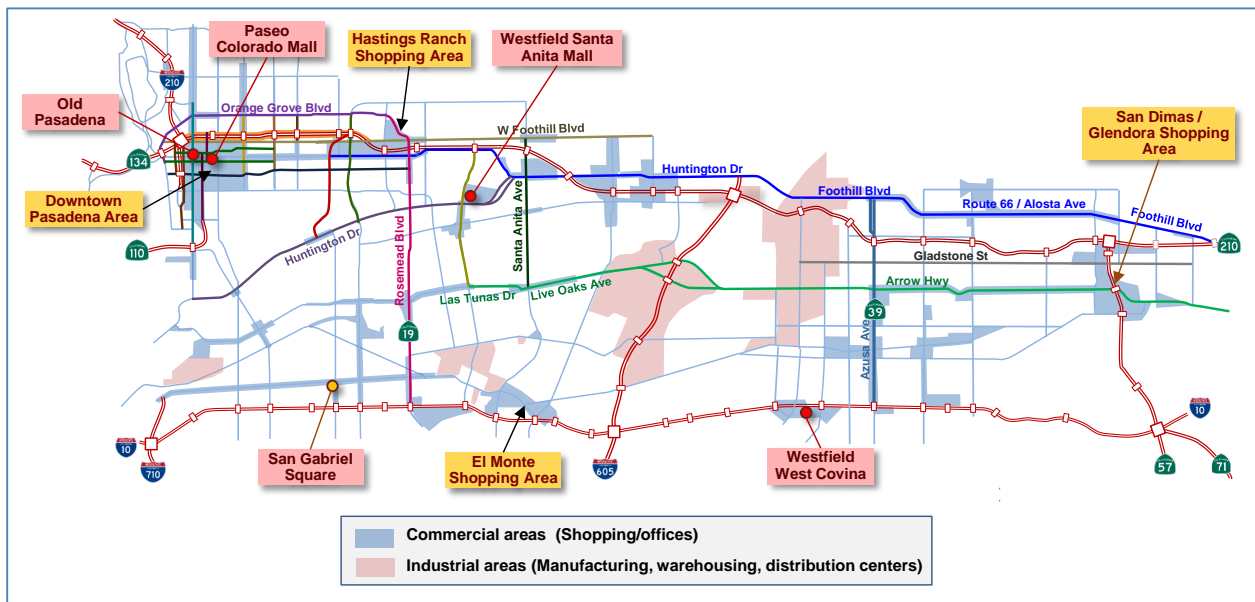 Paseo
Colorado Mall
Hastings Ranch
Shopping Area
Westfield Santa
Anita Mall
210
Old
Pasadena
Orange Grove Blvd
W Foothill Blvd
San Dimas /
Glendora Shopping
Area
134
Downtown
Pasadena Area
Huntington Dr
Foothill Blvd
Route 66 / Alosta Ave
Foothill Blvd
210
110
Huntington Dr
Rosemead Blvd
Santa Anita Ave
Gladstone St
Las Tunas Dr
Live Oaks Ave
Arrow Hwy
19
39
Azusa Ave
10
710
San Gabriel
Square
El Monte
Shopping Area
605
Westfield
West Covina
10
57
71
Commercial areas (Shopping/offices)
Industrial areas (Manufacturing, warehousing, distribution centers)